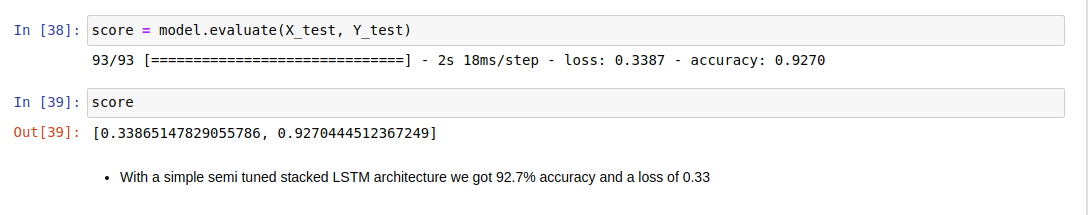 In [38]: score = model.evaluate(X_test, Y_test)
93/93 [==============================] - 2s 18ms/step - loss: 0.3387 - accuracy: 0.9270
In [39]: score
Out[39]: [0.33865147829055786, 0.9270444512367249]
• With a simple semi tuned stacked LSTM architecture we got 92.7% accuracy and a loss of 0.33